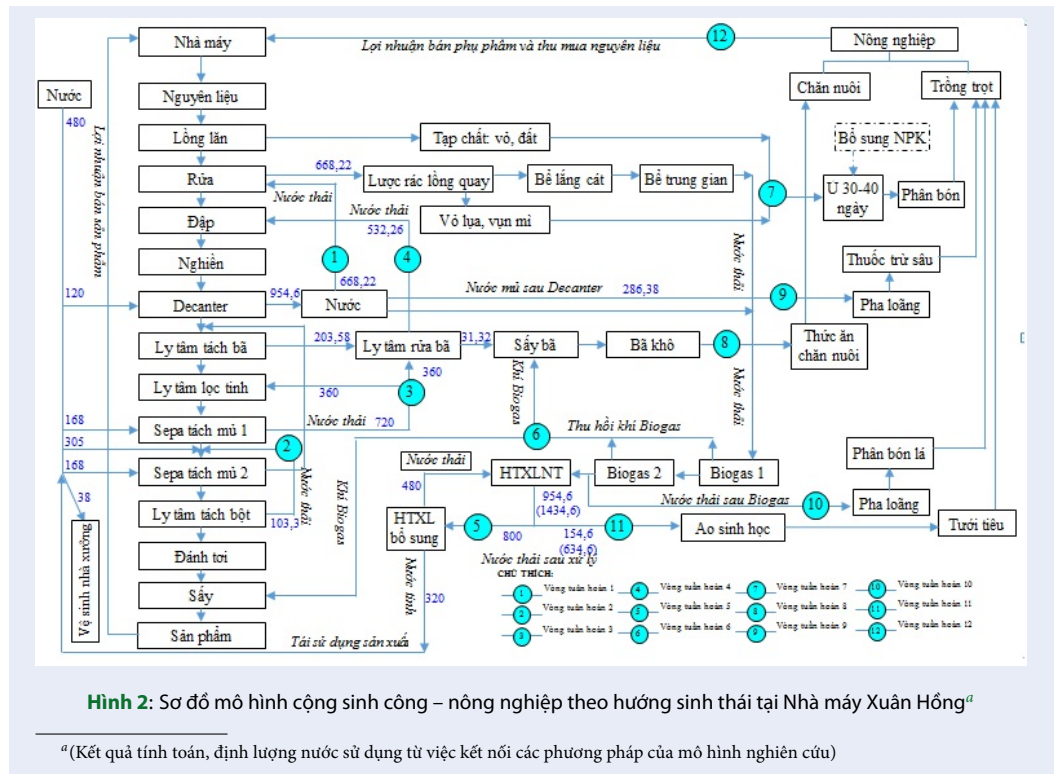 Nhà máy
Lợi nhuận bán phụ phẩm và thu mua nguyên liệu
12
Nông nghiệp
Nước
480
Nguyên liệu
Chăn nuôi
Trồng trọt
Lợi nhuận bán sản phẩm
Lồng lăn
Tạp chất: vỏ, đất
Bổ sung NPK
Rửa
668,22
Lược rác lồng quay
Bể lắng cát
Bể trung gian
7
Ủ 30-40
ngày
Phân bón
Nước thải
Nước thải
532,26
Vỏ lụa, vụn mì
Đập
1
4
Nước thải
Nghiền
668,22
Thuốc trừ sâu
120
Decanter
954,6
Nước
Nước mủ sau Decanter
286,38
9
Pha loãng
Ly tâm tách bã
203,58
Ly tâm rửa bã
31,32
Sấy bã
Bã khô
8
Thức ăn
chăn nuôi
Ly tâm lọc tinh
360
3
360
Khí Biogas
Nước thải
168
Sepa tách mủ 1
Nước thải
720
305
2
6
Thu hồi khí Biogas
168
Sepa tách mủ 2
Nước thải
Khí Biogas
Nước thải
HTXLNT
Biogas 2
Biogas 1
Phân bón lá
38
Ly tâm tách bột
103,3
480
954,6
(1434,6)
Nước thải sau Biogas
10
Pha loãng
HTXL
bổ sung
5
800
154,6
(634,6)
11
Ao sinh học
Tưới tiêu
Vệ sinh nhà xưởng
Đánh tơi
Nước thải sau xử lý
Nước tinh
320
Sấy
Sản phẩm
Tái sử dụng sản xuất
CHÚ THÍCH:
1 Vòng tuần hoàn 1 4 Vòng tuần hoàn 4 7 Vòng tuần hoàn 7 10 Vòng tuần hoàn 10
2 Vòng tuần hoàn 2 5 Vòng tuần hoàn 5 8 Vòng tuần hoàn 8 11 Vòng tuần hoàn 11
3 Vòng tuần hoàn 3 6 Vòng tuần hoàn 6 9 Vòng tuần hoàn 9 12 Vòng tuần hoàn 12
Hình 2: Sơ đồ mô hình cộng sinh công – nông nghiệp theo hướng sinh thái tại Nhà máy Xuân Hồng a
a (Kết quả tính toán, định lượng nước sử dụng từ việc kết nối các phương pháp của mô hình nghiên cứu)